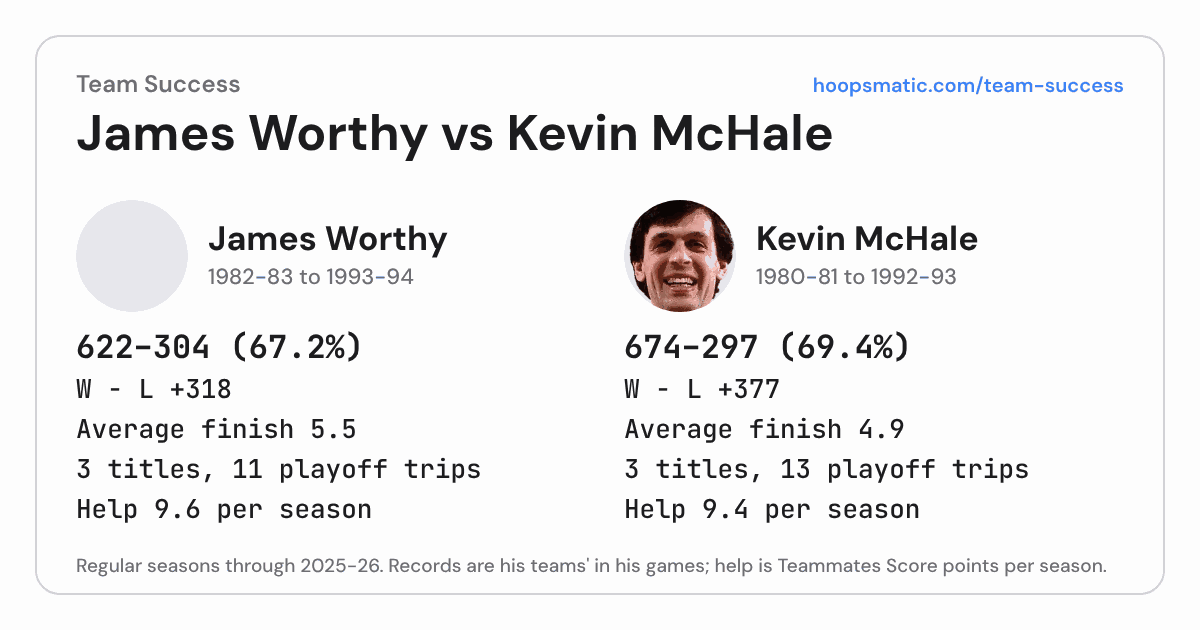 Team Success
hoopsmatic.com/team-success
James Worthy vs Kevin McHale
James Worthy
1982-83 to 1993-94
622-304 (67.2%)
W - L +318
Average finish 5.5
3 titles, 11 playoff trips
Help 9.6 per season
Kevin McHale
1980-81 to 1992-93
674-297 (69.4%)
W - L +377
Average finish 4.9
3 titles, 13 playoff trips
Help 9.4 per season
Regular seasons through 2025-26. Records are his teams' in his games; help is Teammates Score points per season.